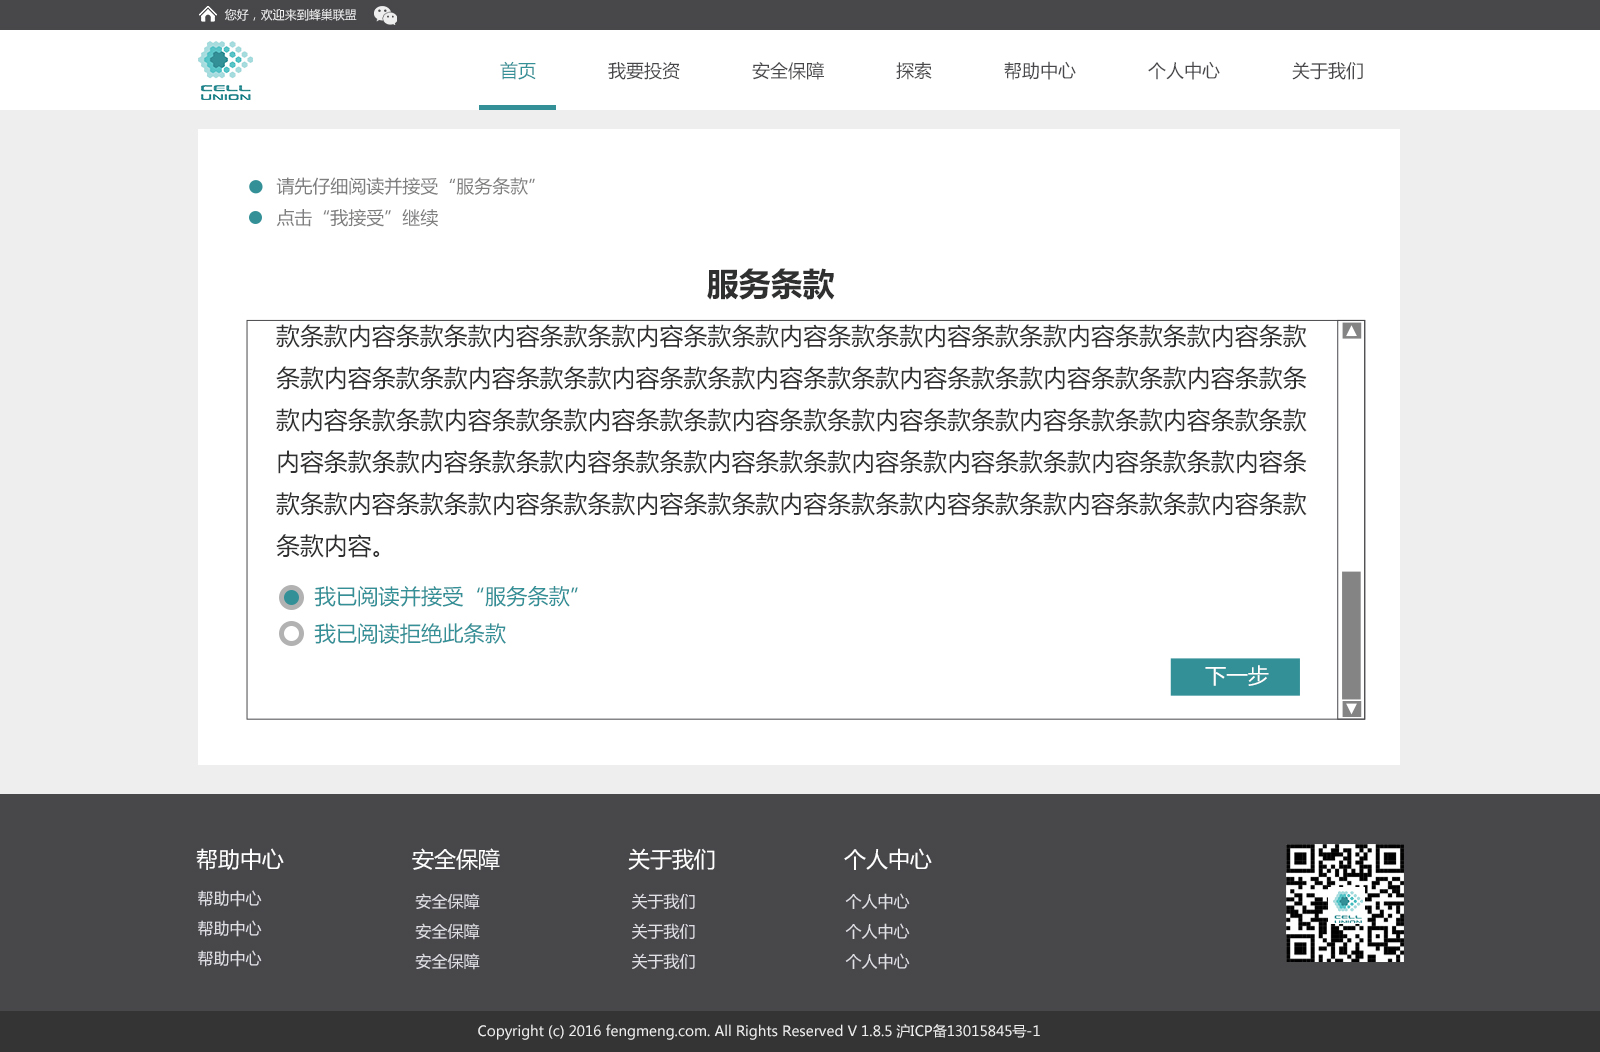 您好，欢迎来到蜂巢联盟
CELL
UNION
首页
我要投资
安全保障
探索
帮助中心
个人中心
关于我们
请先仔细阅读并接受“服务条款”
点击“我接受”继续
服务条款
款条款内容条款条款内容条款条款内容条款条款内容条款条款内容条款条款内容条款条款内容条款
条款内容条款条款内容条款条款内容条款条款内容条款条款内容条款条款内容条款条款内容条款条
款内容条款条款内容条款条款内容条款条款内容条款条款内容条款条款内容条款条款内容条款条款
内容条款条款内容条款条款内容条款条款内容条款条款内容条款内容条款条款内容条款条款内容条
款条款内容条款条款内容条款条款内容条款条款内容条款条款内容条款条款内容条款条款内容条款
条款内容。
我已阅读并接受“服务条款”
我已阅读拒绝此条款
下一步
帮助中心
帮助中心
帮助中心
帮助中心
安全保障
安全保障
安全保障
安全保障
关于我们
关于我们
关于我们
关于我们
个人中心
个人中心
个人中心
个人中心
CELL
UNION
Copyright (c) 2016 fengmeng.com. All Rights Reserved V 1.8.5 沪ICP备13015845号-1